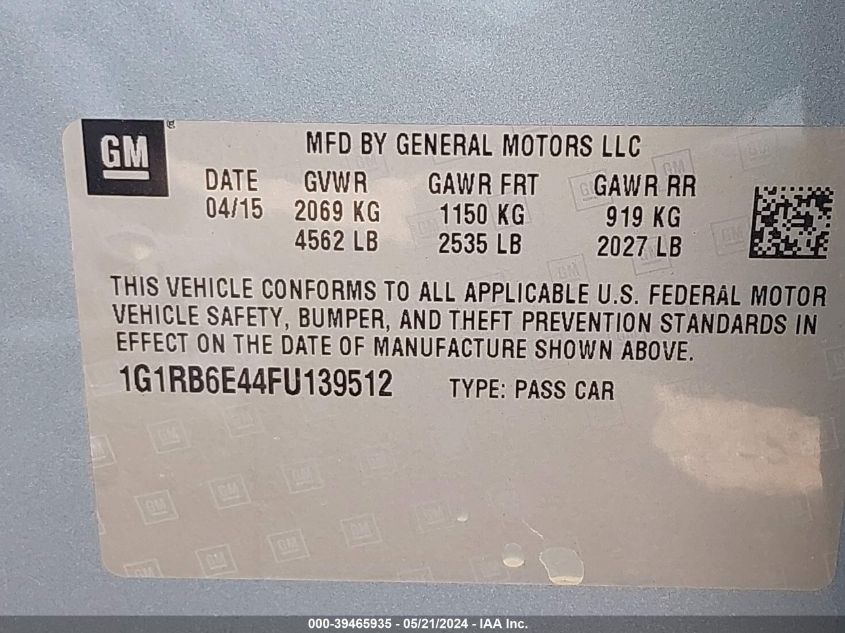 GM
MFD BY GENERAL MOTORS LLC
DATE GVWR GAWR FRT GAWR RR
04/15 2069 KG 1150 KG 919 KG
4562 LB 2535 LB 2027 LB
THIS VEHICLE CONFORMS TO ALL APPLICABLE U.S. FEDERAL MOTOR
VEHICLE SAFETY, BUMPER, AND THEFT PREVENTION STANDARDS IN
EFFECT ON THE DATE OF MANUFACTURE SHOWN ABOVE.
1G1RB6E44FU139512 TYPE: PASS CAR
000-39465935 - 05/21/2024 - IAA Inc.